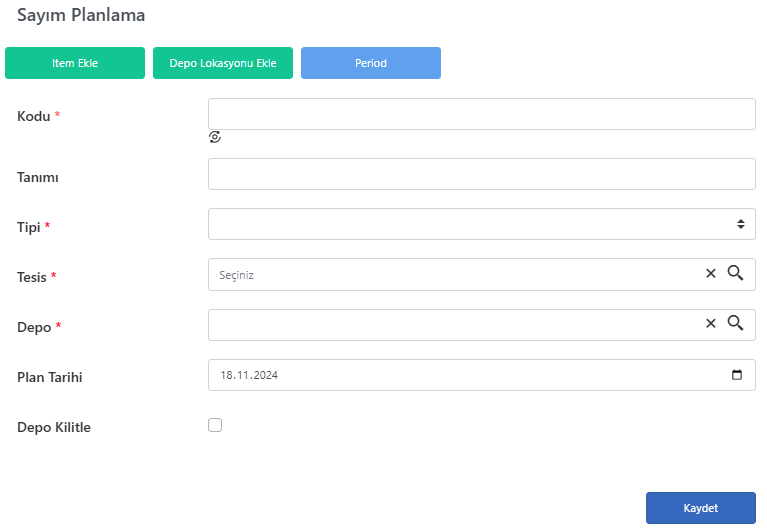 Sayım Planlama
Item Ekle
Depo Lokasyonu Ekle
Period
Kodu *
Tanımı
Tipi *
Tesis *
Seçiniz
Depo *
Plan Tarihi
18.11.2024
Depo Kilitle
Kaydet